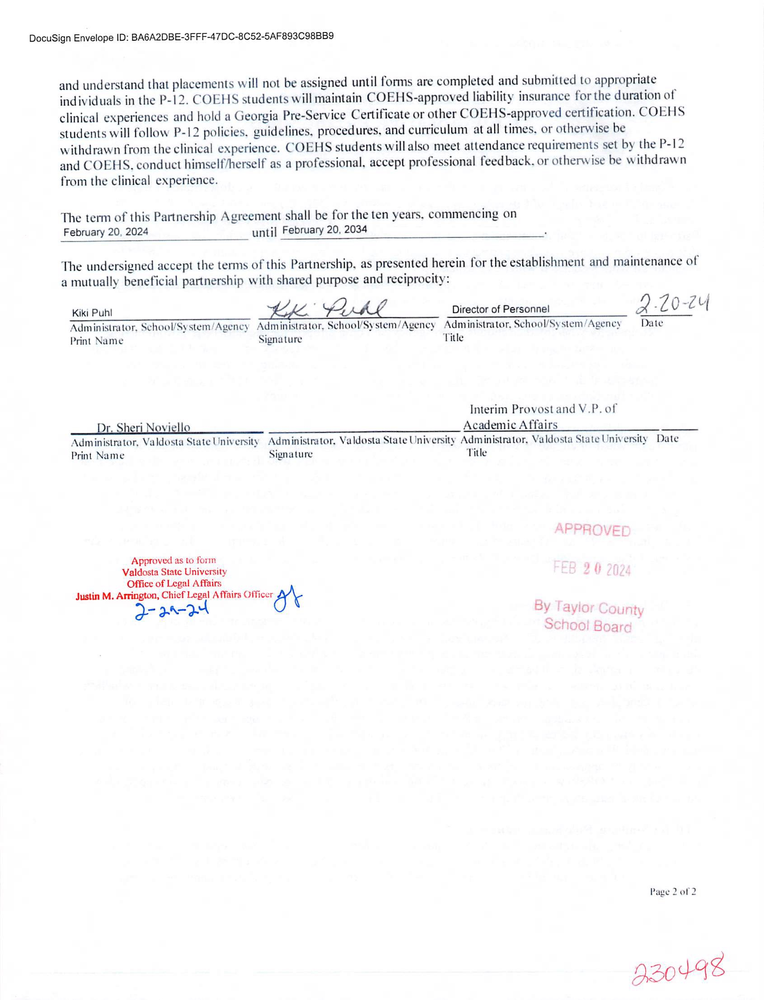 DocuSign Envelope ID: BA6A2DBE-3FFF-47DC-8C52-5AF893C98BB9
and understand that placements will not be assigned until forms are completed and submitted to appropriate
individuals in the P-12. COEHS students will maintain COEHS-approved liability insurance for the duration of
clinical experiences and hold a Georgia Pre-Service Certificate or other COEHS-approved certification. COEHS
students will follow P-12 policies, guidelines, procedures, and curriculum at all times, or otherwise be
withdrawn from the clinical experience. COEHS students will also meet attendance requirements set by the P-12
and COEHS, conduct himself/herself as a professional, accept professional feedback, or otherwise be withdrawn
from the clinical experience.
The term of this Partnership Agreement shall be for the ten years, commencing on
February 20, 2024 until February 20, 2034.
The undersigned accept the terms of this Partnership, as presented herein for the establishment and maintenance of
a mutually beneficial partnership with shared purpose and reciprocity:
Kiki Puhl Kiki Puhl Director of Personnel 2-20-24
Administrator, School/System/Agency Administrator, School/System/Agency Administrator, School/System/Agency Date
Print Name Signature Title
Interim Provost and V.P. of
Dr. Sheri Noviello Academic Affairs
Administrator, Valdosta State University Administrator, Valdosta State University Administrator, Valdosta State University Date
Print Name Signature Title
APPROVED
FEB 20 2024
By Taylor County
School Board
Approved as to form
Valdosta State University
Office of Legal Affairs
Justin M. Arrington, Chief Legal Affairs Officer
Page 2 of 2
230498